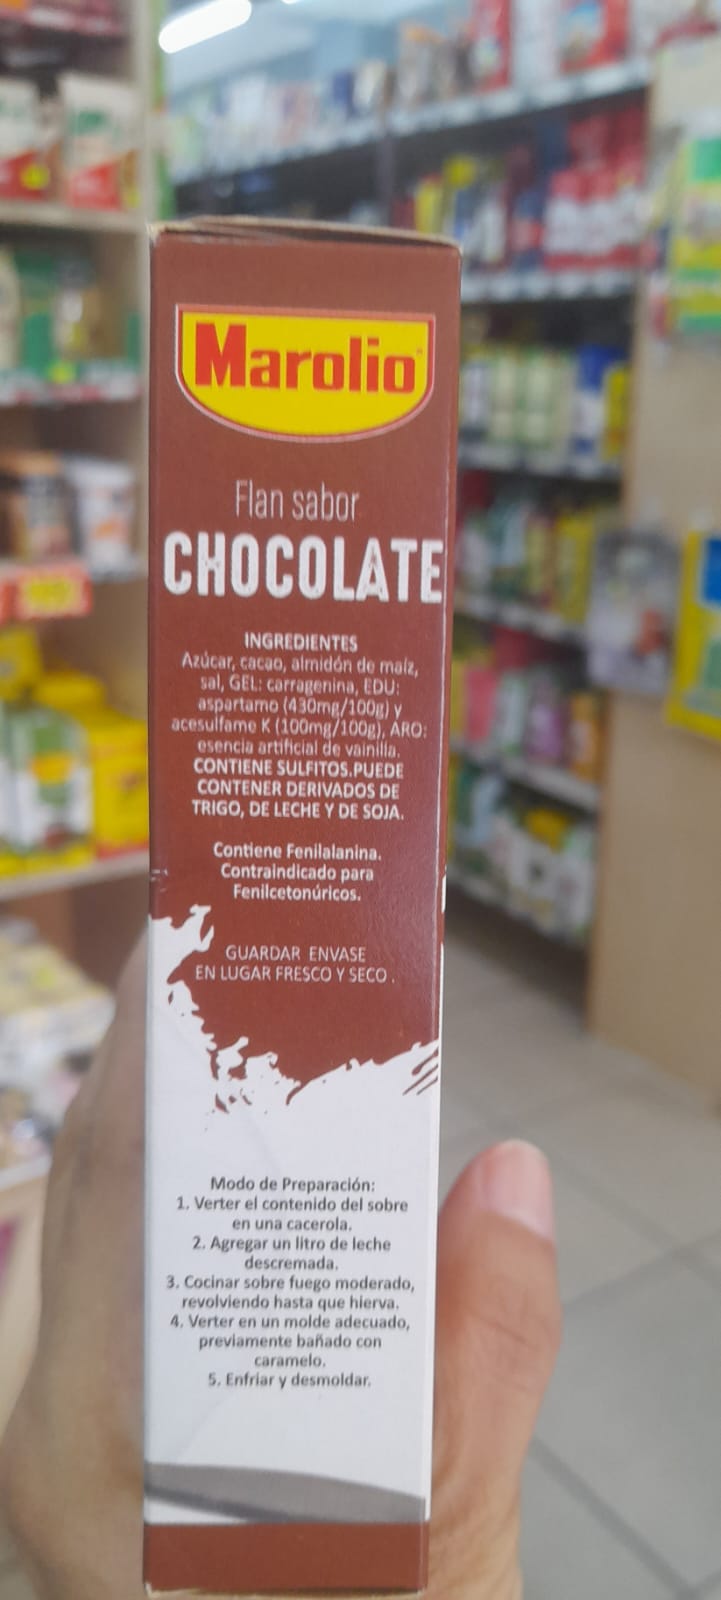 Marolio
Flan sabor
CHOCOLATE
INGREDIENTES
Azúcar, cacao, almidón de maíz,
sal, GEL: carragenina, EDU:
aspartamo (430mg/100g) y
acesulfame K (100mg/100g), ARO:
esencia artificial de vainilla.
CONTIENE SULFITOS.PUEDE
CONTENER DERIVADOS DE
TRIGO, DE LECHE Y DE SOJA.
Contiene Fenilalanina.
Contraindicado para
Fenilcetonúricos.
GUARDAR ENVASE
EN LUGAR FRESCO Y SECO.
Modo de Preparación:
1. Verter el contenido del sobre
en una cacerola.
2. Agregar un litro de leche
descremada.
3. Cocinar sobre fuego moderado,
revolviendo hasta que hierva.
4. Verter en un molde adecuado,
previamente bañado con
caramelo.
5. Enfriar y desmoldar.